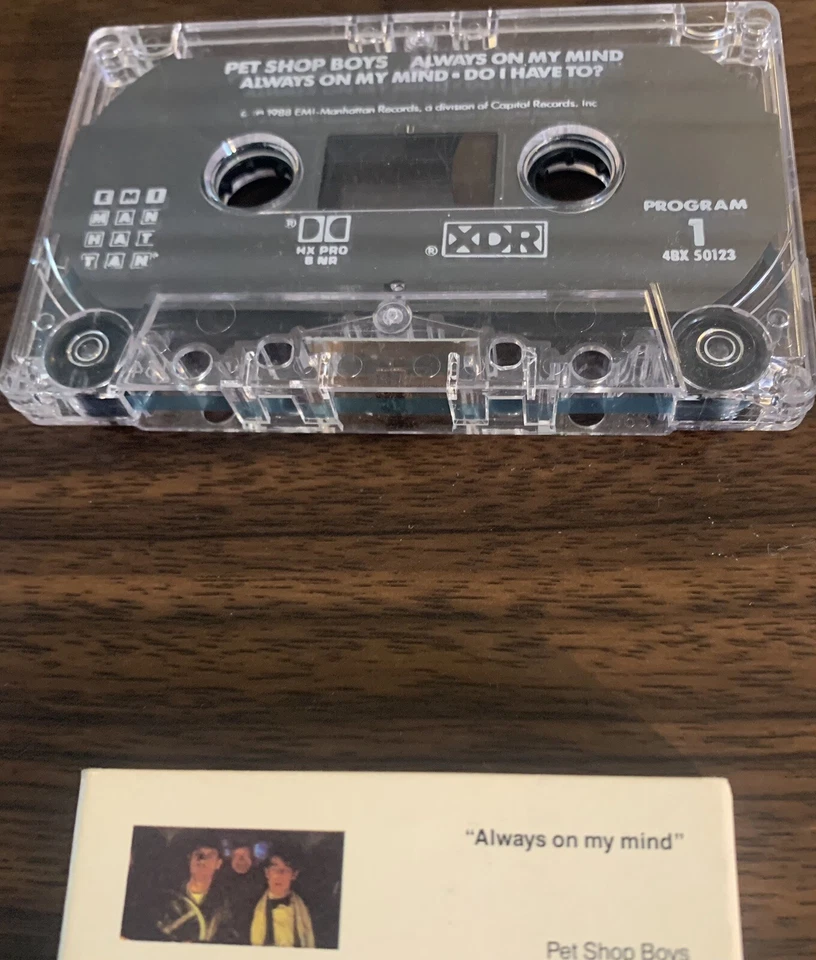 PET SHOP BOYS ALWAYS ON MY MIND
ALWAYS ON MY MIND • DO I HAVE TO?
© ℗ 1988 EMI-Manhattan Records, a division of Capitol Records, Inc
EMI
MAN
HAT
TAN™
®
HX PRO
B NR
® XDR
PROGRAM
1
4BX 50123
"Always on my mind"
Pet Shop Boys